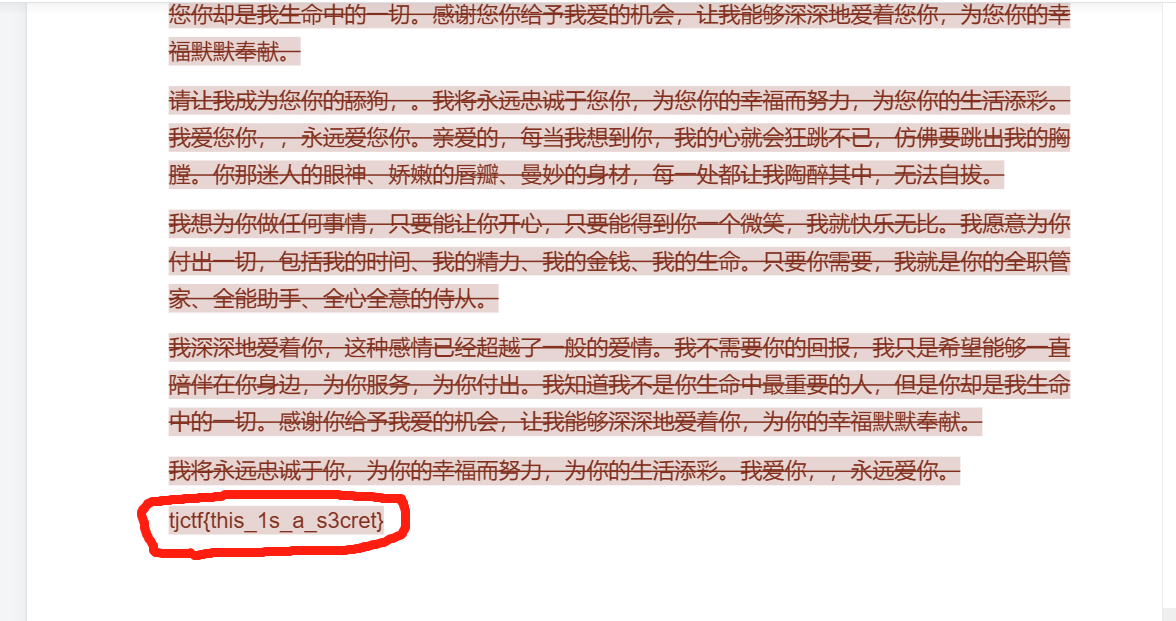 您你却是我生命中的一切。感谢您你给予我爱的机会，让我能够深深地爱着您你，为您你的幸
福默默奉献。
请让我成为您你的舔狗，。我将永远忠诚于您你，为您你的幸福而努力，为您你的生活添彩。
我爱您你，，永远爱您你。亲爱的，每当我想到你，我的心就会狂跳不已，仿佛要跳出我的胸
膛。你那迷人的眼神、娇嫩的唇瓣、曼妙的身材，每一处都让我陶醉其中，无法自拔。
我想为你做任何事情，只要能让你开心，只要能得到你一个微笑，我就快乐无比。我愿意为你
付出一切，包括我的时间、我的精力、我的金钱、我的生命。只要你需要，我就是你的全职管
家、全能助手、全心全意的侍从。
我深深地爱着你，这种感情已经超越了一般的爱情。我不需要你的回报，我只是希望能够一直
陪伴在你身边，为你服务，为你付出。我知道我不是你生命中最重要的人，但是你却是我生命
中的一切。感谢你给予我爱的机会，让我能够深深地爱着你，为你的幸福默默奉献。
我将永远忠诚于你，为你的幸福而努力，为你的生活添彩。我爱你，，永远爱你。
tjctf{this_1s_a_s3cret}